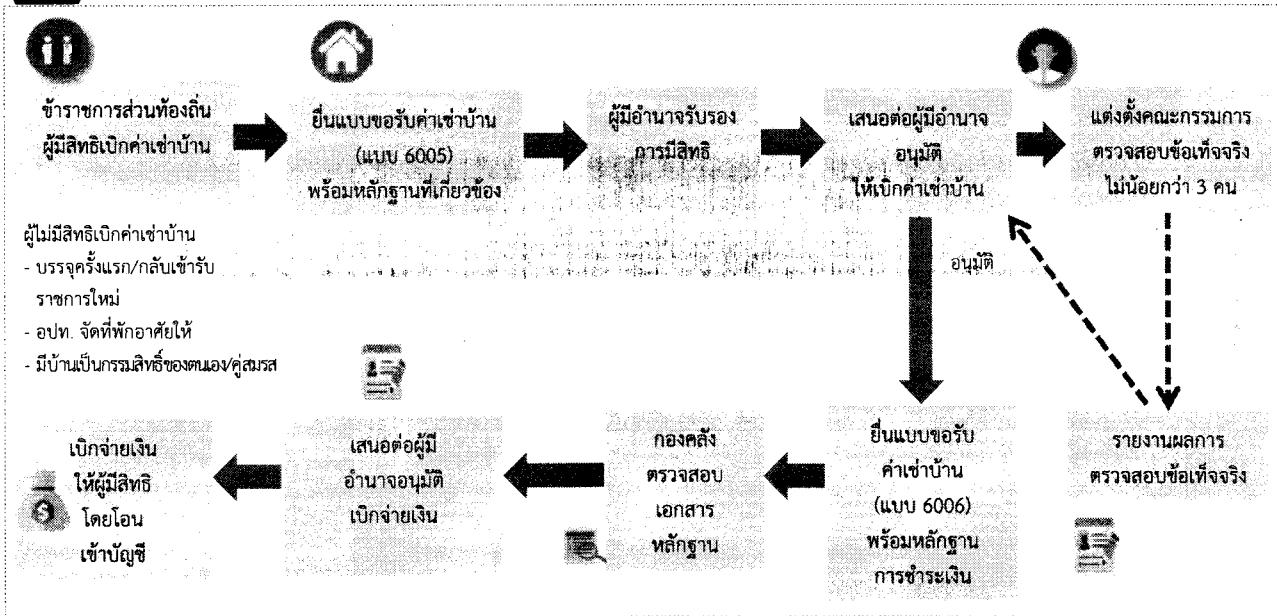 ข้าราชการส่วนท้องถิ่น
ผู้มีสิทธิเบิกค่าเช่าบ้าน
ยื่นแบบขอรับค่าเช่าบ้าน
(แบบ 6005)
พร้อมหลักฐานที่เกี่ยวข้อง
ผู้มีอำนาจรับรอง
การมีสิทธิ
เสนอต่อผู้มีอำนาจ
อนุมัติ
ให้เบิกค่าเช่าบ้าน
แต่งตั้งคณะกรรมการ
ตรวจสอบข้อเท็จจริง
ไม่น้อยกว่า 3 คน
ผู้ไม่มีสิทธิเบิกค่าเช่าบ้าน
- บรรจุครั้งแรก/กลับเข้ารับ
ราชการใหม่
- อปท. จัดที่พักอาศัยให้
- มีบ้านเป็นกรรมสิทธิ์ของตนเอง/คู่สมรส
อนุมัติ
รายงานผลการ
ตรวจสอบข้อเท็จจริง
ยื่นแบบขอรับ
ค่าเช่าบ้าน
(แบบ 6006)
พร้อมหลักฐาน
การชำระเงิน
กองคลัง
ตรวจสอบ
เอกสาร
หลักฐาน
เสนอต่อผู้มี
อำนาจอนุมัติ
เบิกจ่ายเงิน
เบิกจ่ายเงิน
ให้ผู้มีสิทธิ
โดยโอน
เข้าบัญชี